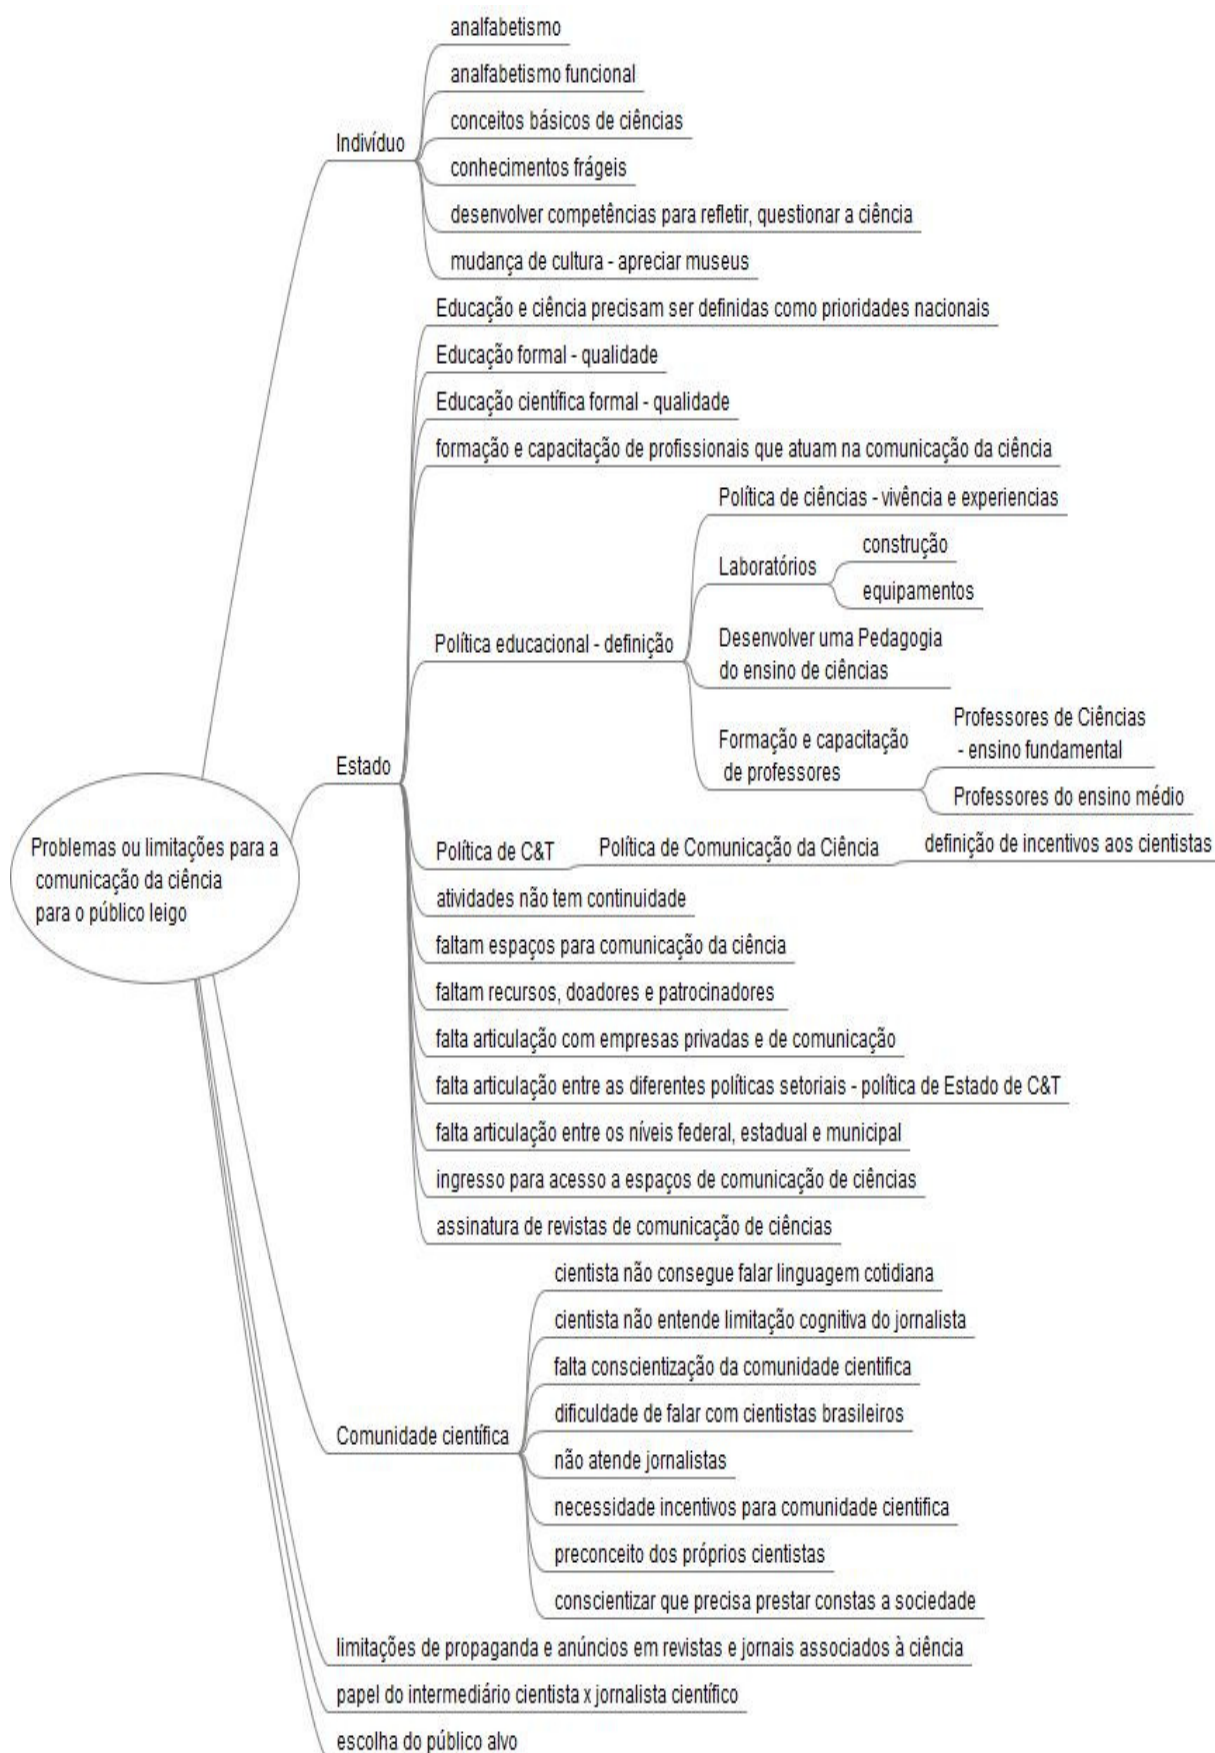 analfabetismo
analfabetismo funcional
conceitos básicos de ciências
Indivíduo
conhecimentos frágeis
desenvolver competências para refletir, questionar a ciência
mudança de cultura - apreciar museus
Educação e ciência precisam ser definidas como prioridades nacionais
Educação formal - qualidade
Educação científica formal - qualidade
formação e capacitação de profissionais que atuam na comunicação da ciência
Política de ciências - vivência e experiencias
construção
Laboratórios
equipamentos
Política educacional - definição
Desenvolver uma Pedagogia
do ensino de ciências
Professores de Ciências
- ensino fundamental
Formação e capacitação
de professores
Professores do ensino médio
Estado
Problemas ou limitações para a
comunicação da ciência
para o público leigo
Política de C&T
Política de Comunicação da Ciência
definição de incentivos aos cientistas
atividades não tem continuidade
faltam espaços para comunicação da ciência
faltam recursos, doadores e patrocinadores
falta articulação com empresas privadas e de comunicação
falta articulação entre as diferentes políticas setoriais - política de Estado de C&T
falta articulação entre os níveis federal, estadual e municipal
ingresso para acesso a espaços de comunicação de ciências
assinatura de revistas de comunicação de ciências
cientista não consegue falar linguagem cotidiana
cientista não entende limitação cognitiva do jornalista
falta conscientização da comunidade cientifica
dificuldade de falar com cientistas brasileiros
Comunidade científica
não atende jornalistas
necessidade incentivos para comunidade cientifica
preconceito dos próprios cientistas
conscientizar que precisa prestar constas a sociedade
limitações de propaganda e anúncios em revistas e jornais associados à ciência
papel do intermediário cientista x jornalista científico
escolha do público alvo